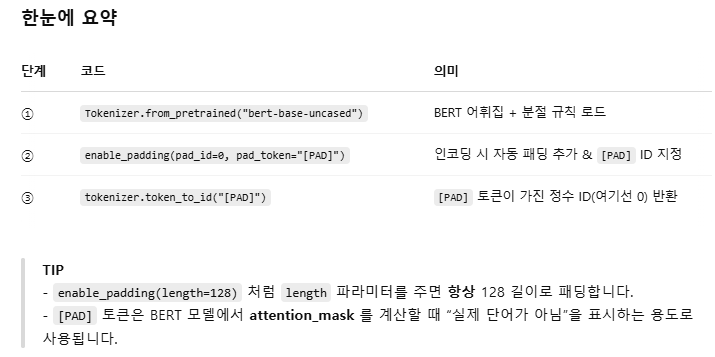 한눈에 요약
단계 코드 의미
① Tokenizer.from_pretrained("bert-base-uncased") BERT 어휘집 + 분절 규칙 로드
② enable_padding(pad_id=0, pad_token="[PAD]") 인코딩 시 자동 패딩 추가 & [PAD] ID 지정
③ tokenizer.token_to_id("[PAD]") [PAD] 토큰이 가진 정수 ID(여기선 0) 반환
TIP
- enable_padding(length=128) 처럼 length 파라미터를 주면 항상 128 길이로 패딩합니다.
- [PAD] 토큰은 BERT 모델에서 attention_mask 를 계산할 때 “실제 단어가 아님”을 표시하는 용도로
사용됩니다.